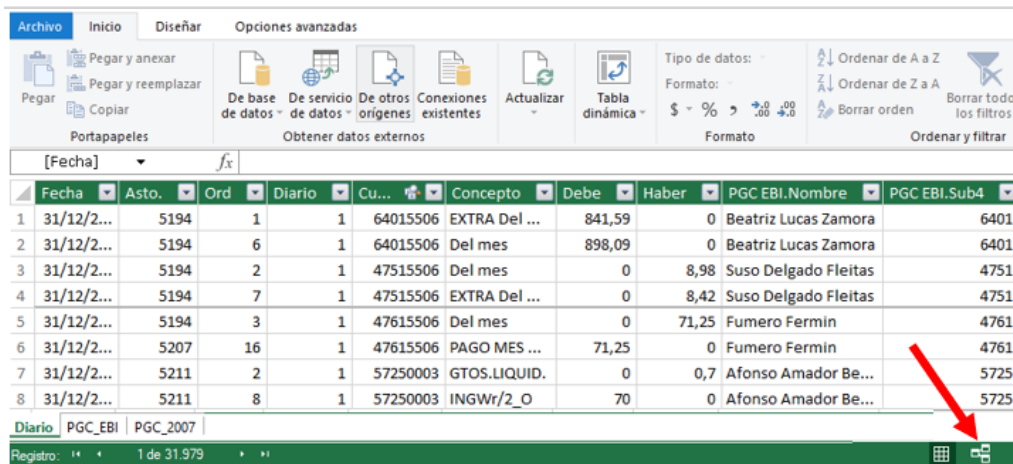 Archivo Inicio Diseñar Opciones avanzadas
Pegar
Pegar y anexar
Pegar y reemplazar
Copiar
Portapapeles
De base de datos
De servicio de datos
De otros orígenes
Conexiones existentes
Obtener datos externos
Actualizar
Tabla dinámica
Tipo de datos:
Formato:
$ % , ,00 ,00
Formato
Ordenar de A a Z
Ordenar de Z a A
Borrar orden
Borrar todo
los filtros
Ordenar y filtrar
[Fecha] fx
Fecha Asto. Ord Diario Cu... Concepto Debe Haber PGC EBI.Nombre PGC EBI.Sub4
1 31/12/2... 5194 1 1 64015506 EXTRA Del ... 841,59 0 Beatriz Lucas Zamora 6401
2 31/12/2... 5194 6 1 64015506 Del mes 898,09 0 Beatriz Lucas Zamora 6401
3 31/12/2... 5194 2 1 47515506 Del mes 0 8,98 Suso Delgado Fleitas 4751
4 31/12/2... 5194 7 1 47515506 EXTRA Del ... 0 8,42 Suso Delgado Fleitas 4751
5 31/12/2... 5194 3 1 47615506 Del mes 0 71,25 Fumero Fermin 4761
6 31/12/2... 5207 16 1 47615506 PAGO MES ... 71,25 0 Fumero Fermin 4761
7 31/12/2... 5211 2 1 57250003 GTOS.LIQUID. 0 0,7 Afonso Amador Be... 5725
8 31/12/2... 5211 8 1 57250003 INGWr/2_O 70 0 Afonso Amador Be... 5725
Diario PGC_EBI PGC_2007
Registro: 1 de 31.979